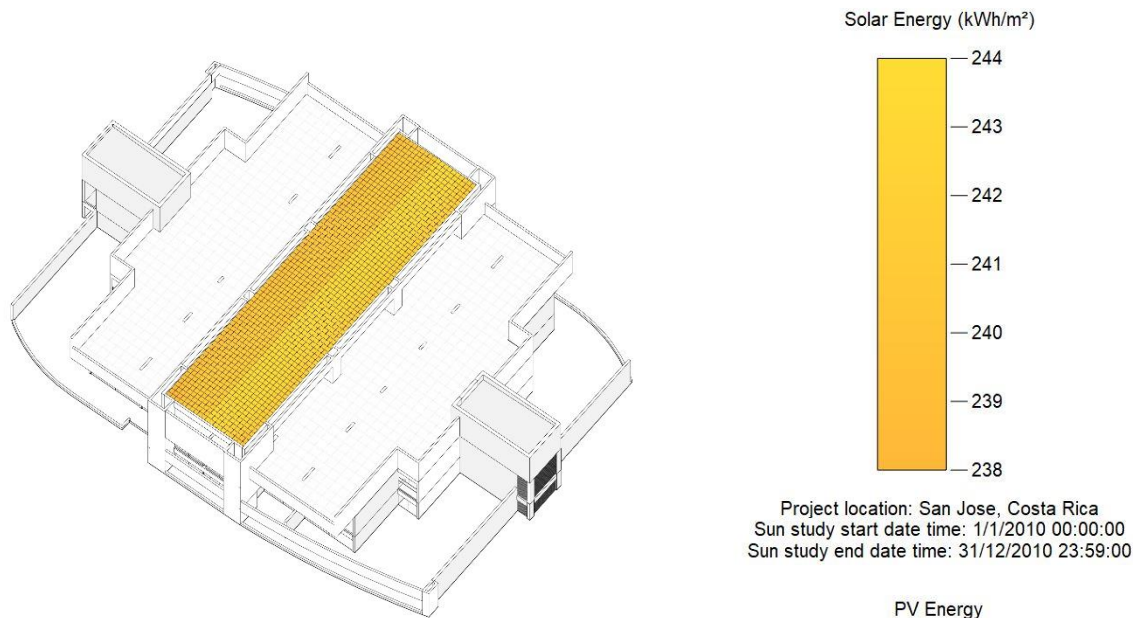 Solar Energy (kWh/m²)
244
243
242
241
240
239
238
Project location: San Jose, Costa Rica
Sun study start date time: 1/1/2010 00:00:00
Sun study end date time: 31/12/2010 23:59:00
PV Energy